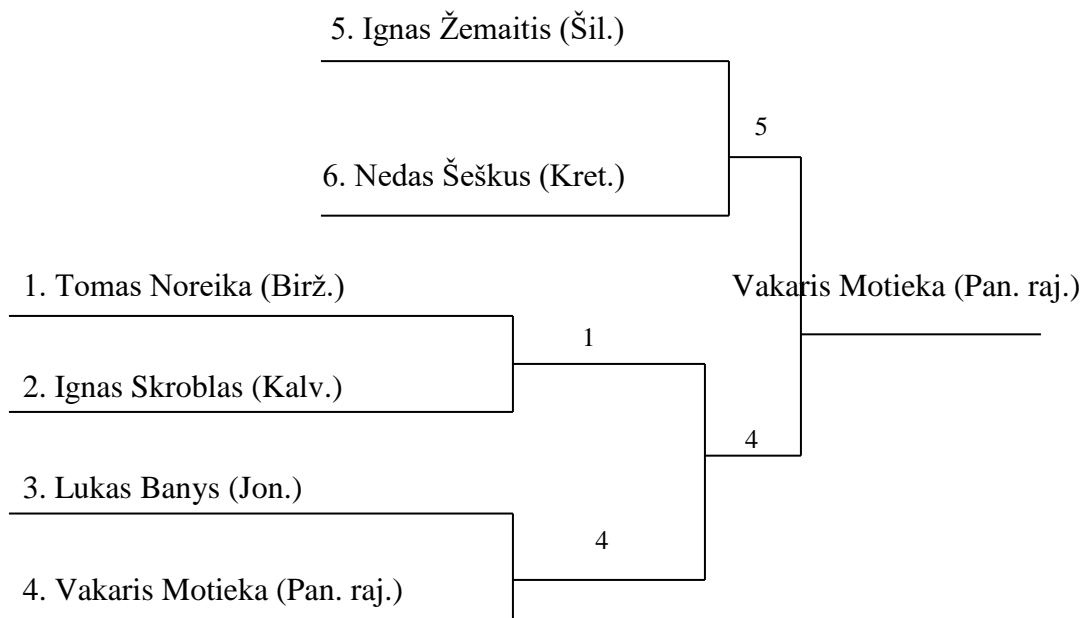 5. Ignas Žemaitis (Šil.)
5
6. Nedas Šeškus (Kret.)
1. Tomas Noreika (Birž.)
Vakaris Motieka (Pan. raj.)
1
2. Ignas Skroblas (Kalv.)
4
3. Lukas Banys (Jon.)
4
4. Vakaris Motieka (Pan. raj.)